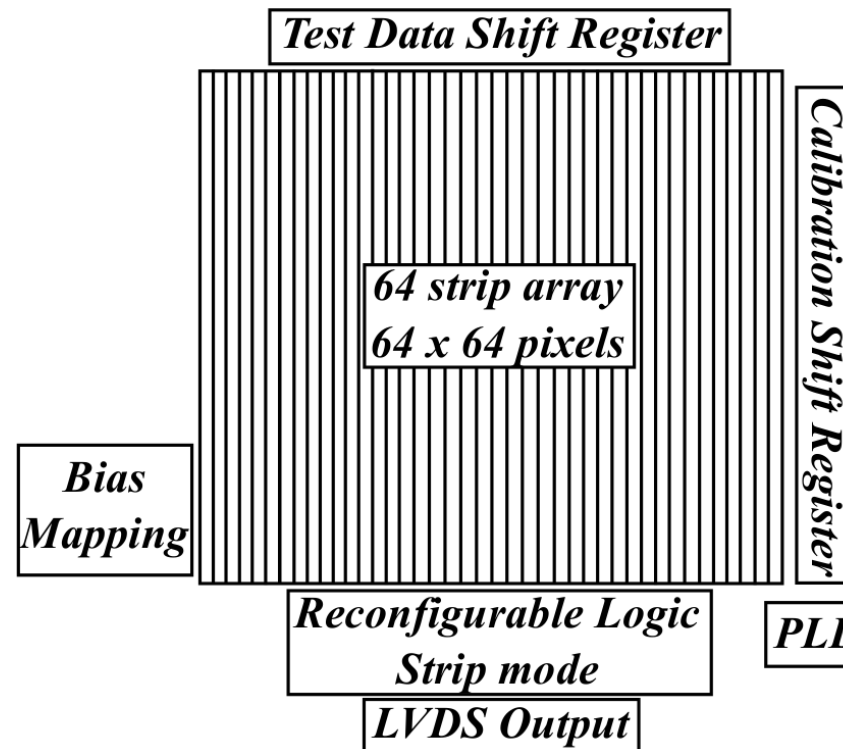 Test Data Shift Register
Calibration Shift Register
64 strip array
64 x 64 pixels
Bias
Mapping
Reconfigurable Logic
Strip mode
PLL
LVDS Output